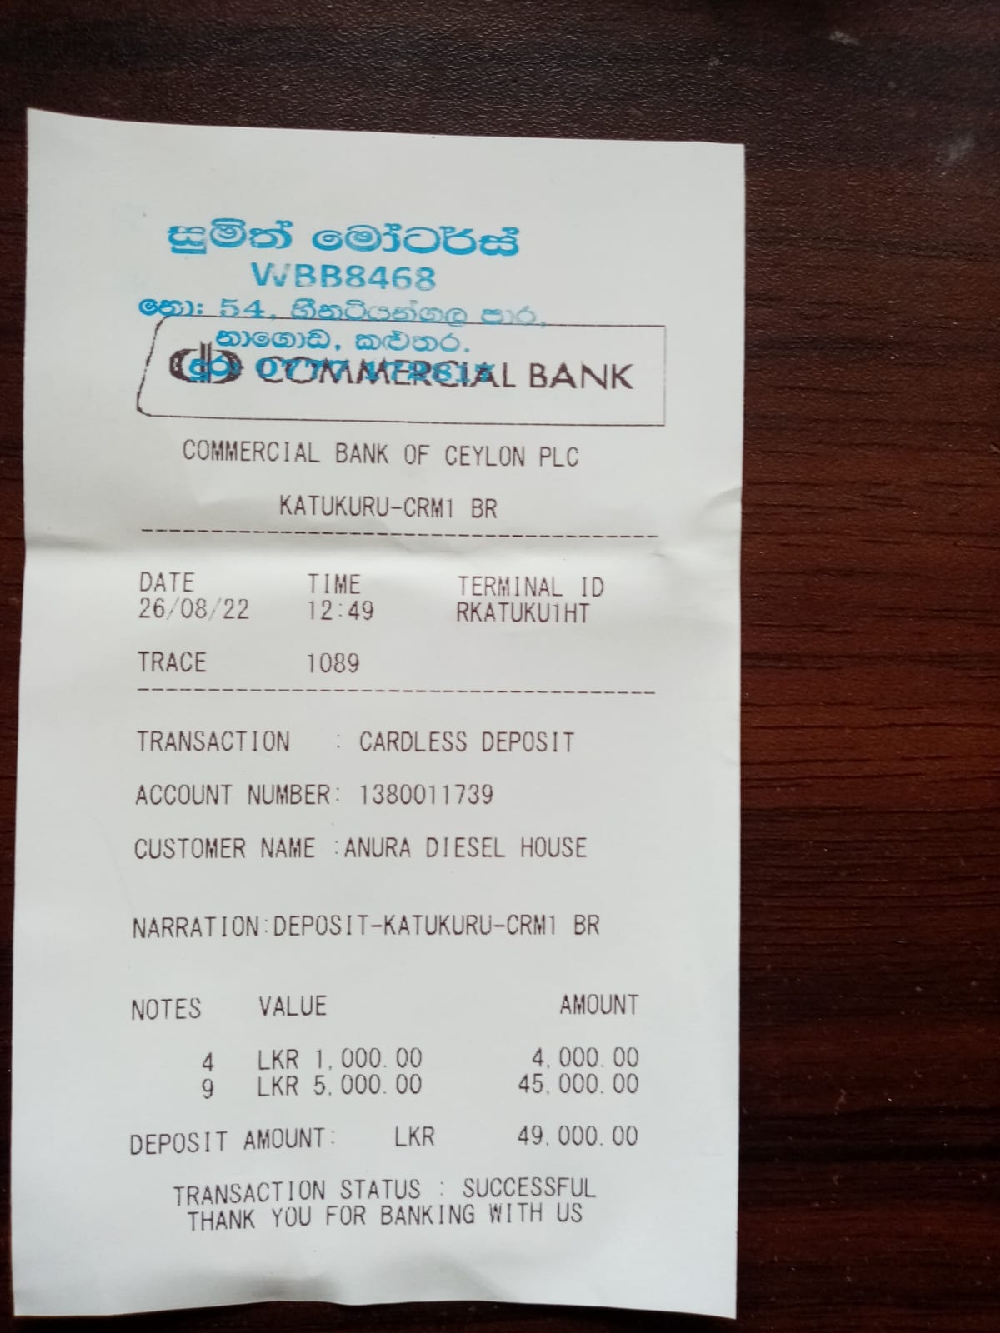 සුමිත් මෝටර්ස්
WBB8468
නො: 54, හීනටියන්ගල පාර,
නාගොඩ, කළුතර.
COMMERCIAL BANK
COMMERCIAL BANK OF CEYLON PLC
KATUKURU-CRM1 BR
DATE TIME TERMINAL ID
26/08/22 12:49 RKATUKU1HT
TRACE 1089
TRANSACTION : CARDLESS DEPOSIT
ACCOUNT NUMBER: 1380011739
CUSTOMER NAME :ANURA DIESEL HOUSE
NARRATION:DEPOSIT-KATUKURU-CRM1 BR
NOTES VALUE AMOUNT
4 LKR 1,000.00 4,000.00
9 LKR 5,000.00 45,000.00
DEPOSIT AMOUNT: LKR 49,000.00
TRANSACTION STATUS : SUCCESSFUL
THANK YOU FOR BANKING WITH US